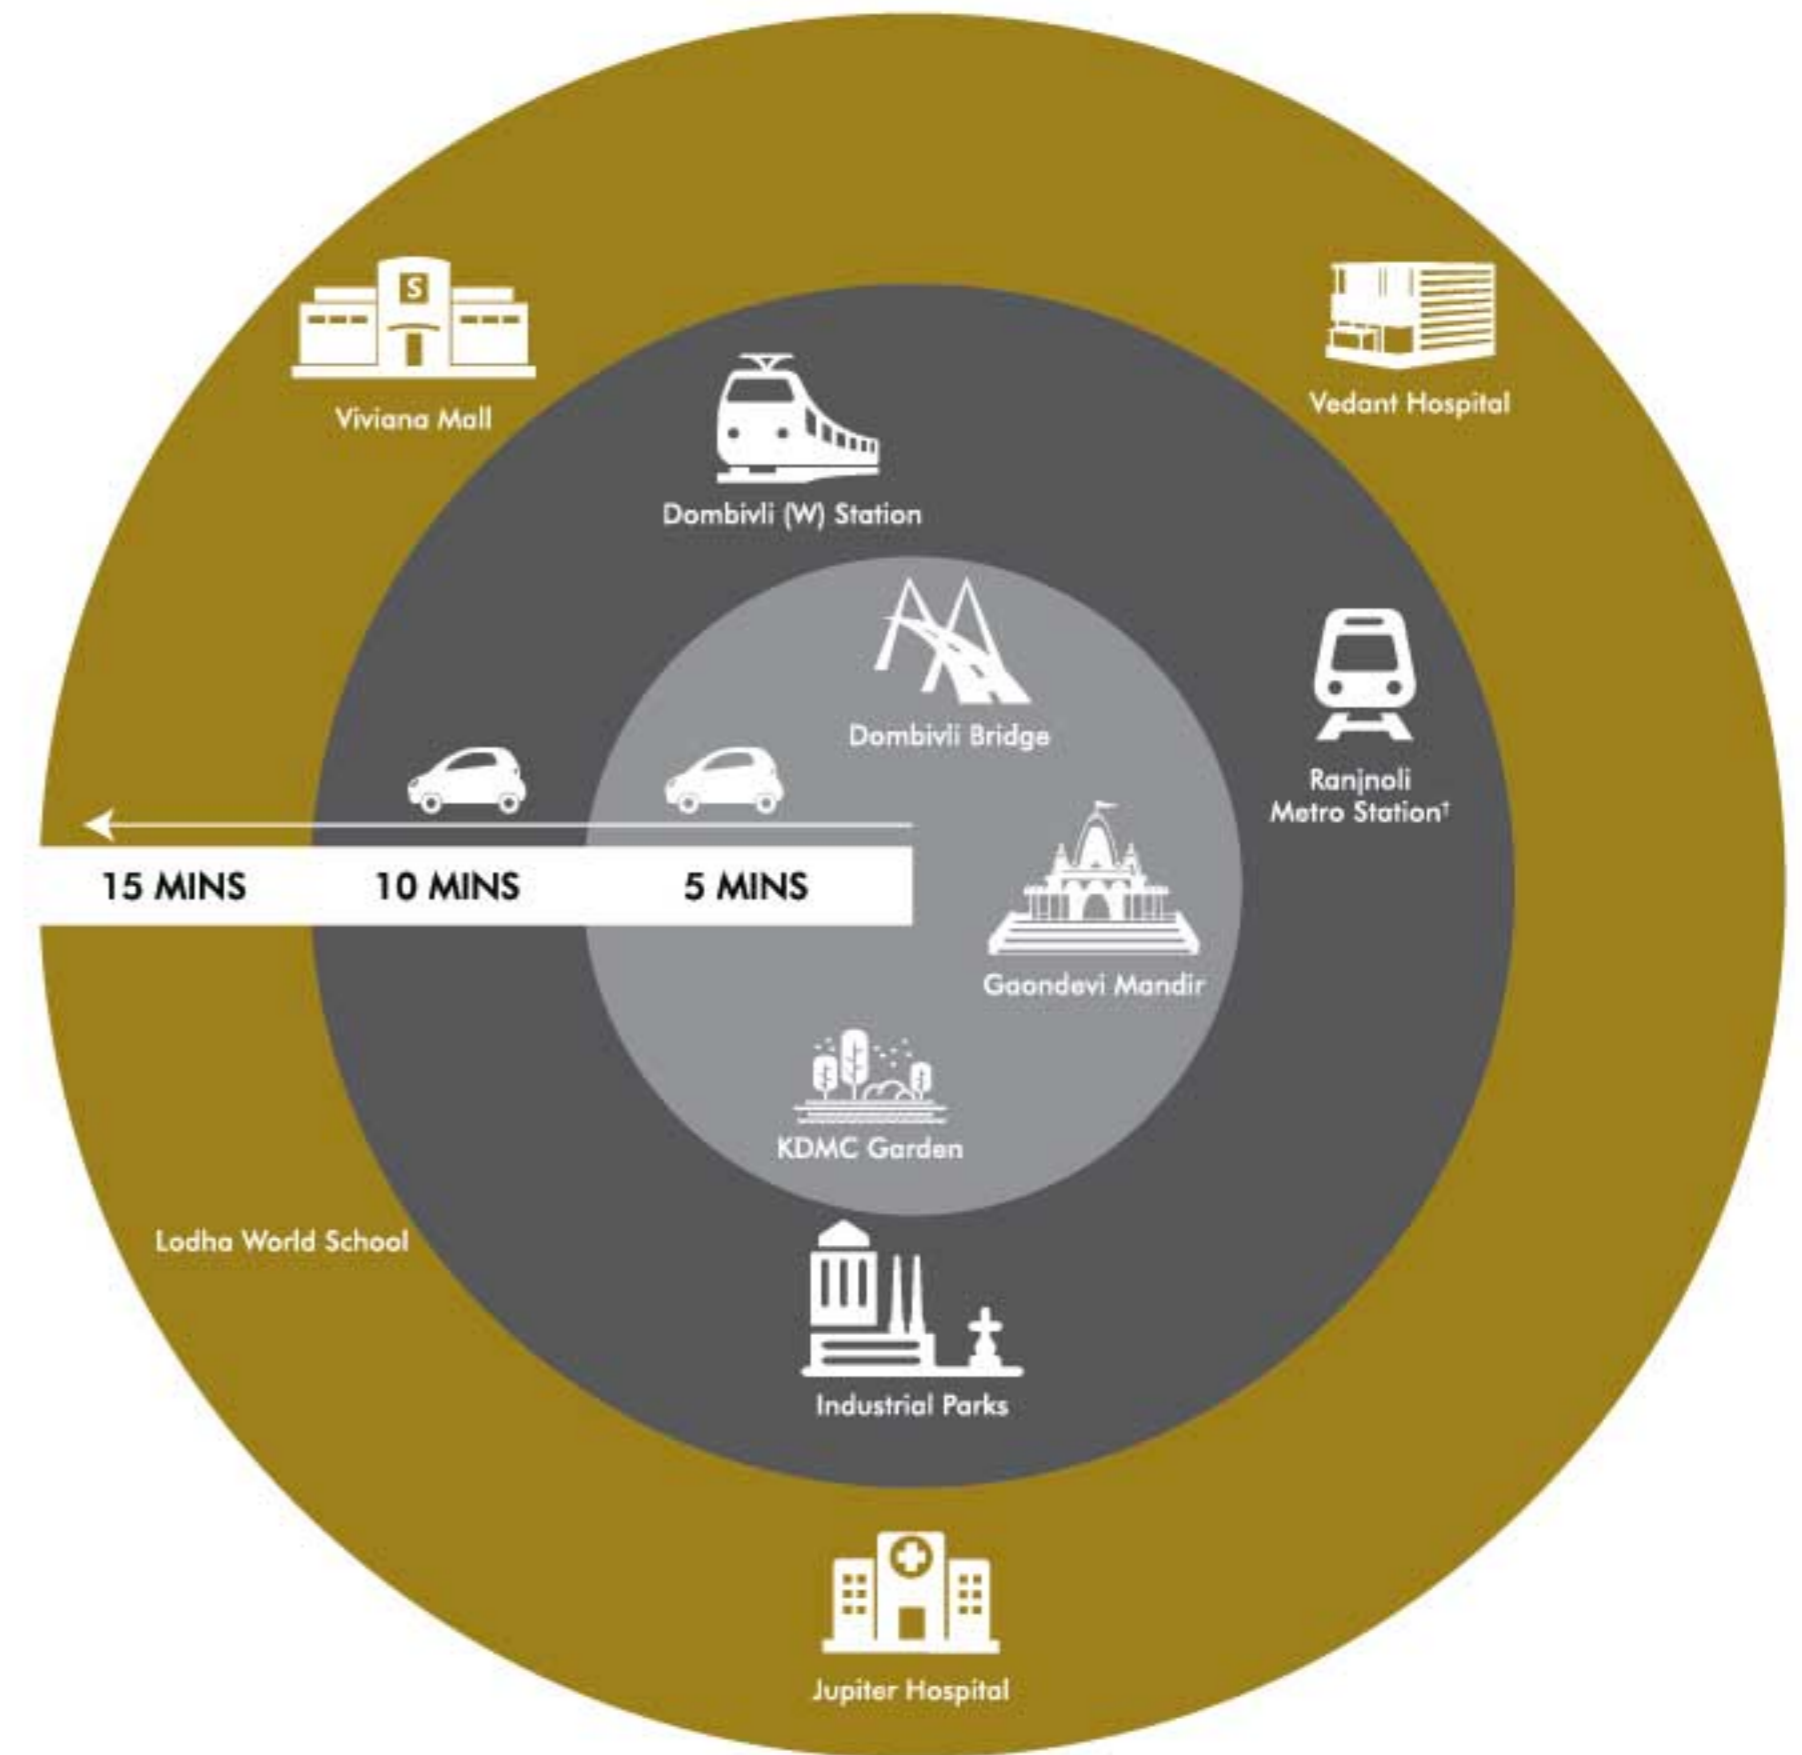 S
Viviana Mall
Vedant Hospital
Dombivli (W) Station
Dombivli Bridge
Ranjnoli
Metro Station†
15 MINS
10 MINS
5 MINS
Gaondevi Mandir
KDMC Garden
Lodha World School
Industrial Parks
Jupiter Hospital